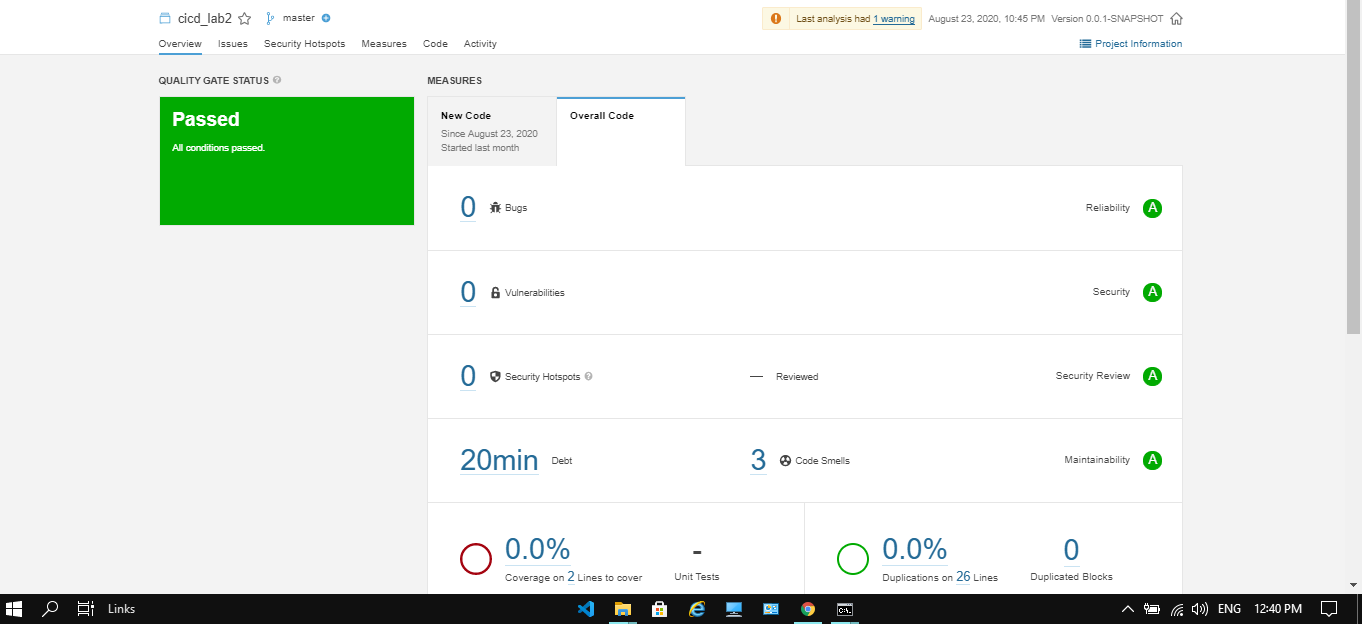 cicd_lab2 master
Last analysis had 1 warning August 23, 2020, 10:45 PM Version 0.0.1-SNAPSHOT
Overview Issues Security Hotspots Measures Code Activity
Project Information
QUALITY GATE STATUS ?
Passed
All conditions passed.
MEASURES
New Code
Since August 23, 2020
Started last month
Overall Code
0 Bugs Reliability A
0 Vulnerabilities Security A
0 Security Hotspots ? — Reviewed Security Review A
20min Debt 3 Code Smells Maintainability A
0.0%
Coverage on 2 Lines to cover
-
Unit Tests
0.0%
Duplications on 26 Lines
0
Duplicated Blocks
Links
ENG 12:40 PM